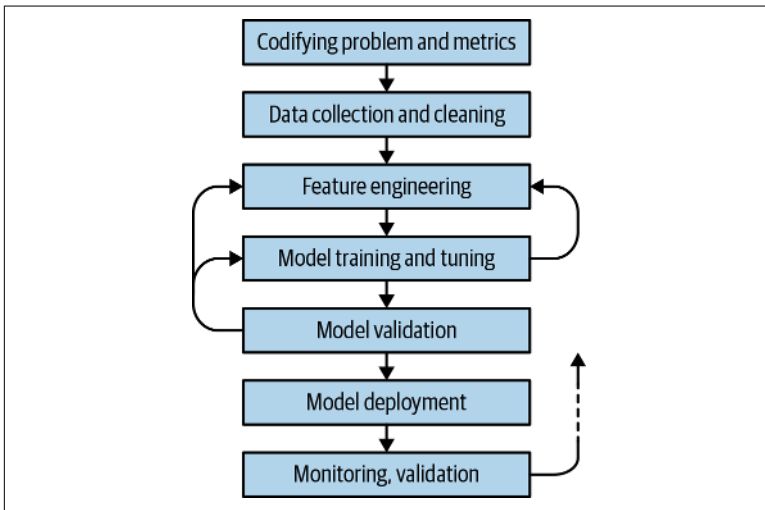 Codifying problem and metrics
Data collection and cleaning
Feature engineering
Model training and tuning
Model validation
Model deployment
Monitoring, validation